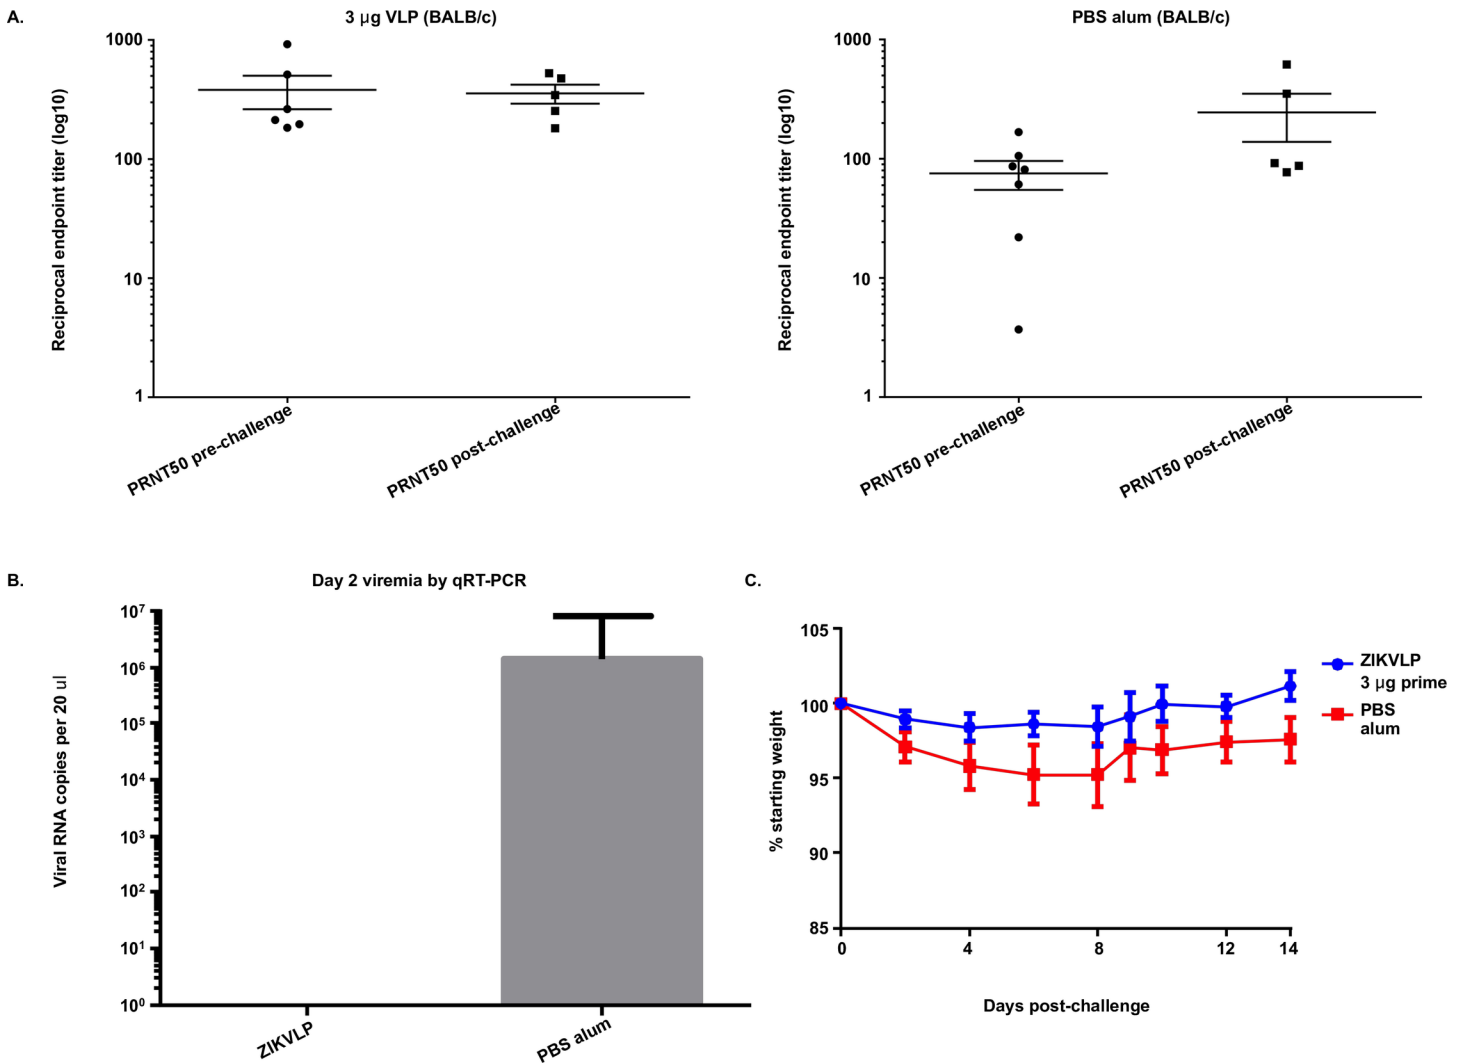 A.
3 μg VLP (BALB/c)
Reciprocal endpoint titer (log10)
1000
100
10
1
PRNT50 pre-challenge
PRNT50 post-challenge
PBS alum (BALB/c)
Reciprocal endpoint titer (log10)
1000
100
10
1
PRNT50 pre-challenge
PRNT50 post-challenge
B.
Day 2 viremia by qRT-PCR
Viral RNA copies per 20 ul
10⁷
10⁶
10⁵
10⁴
10³
10²
10¹
10⁰
ZIKVLP
PBS alum
C.
% starting weight
105
100
95
90
85
0
4
8
12
14
Days post-challenge
ZIKVLP
3 μg prime
PBS
alum